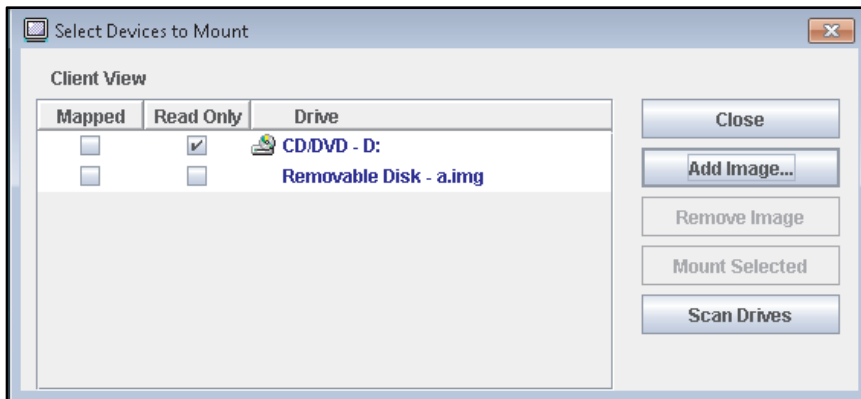 Select Devices to Mount
Client View
Mapped Read Only Drive
CD/DVD - D:
Removable Disk - a.img
Close
Add Image...
Remove Image
Mount Selected
Scan Drives